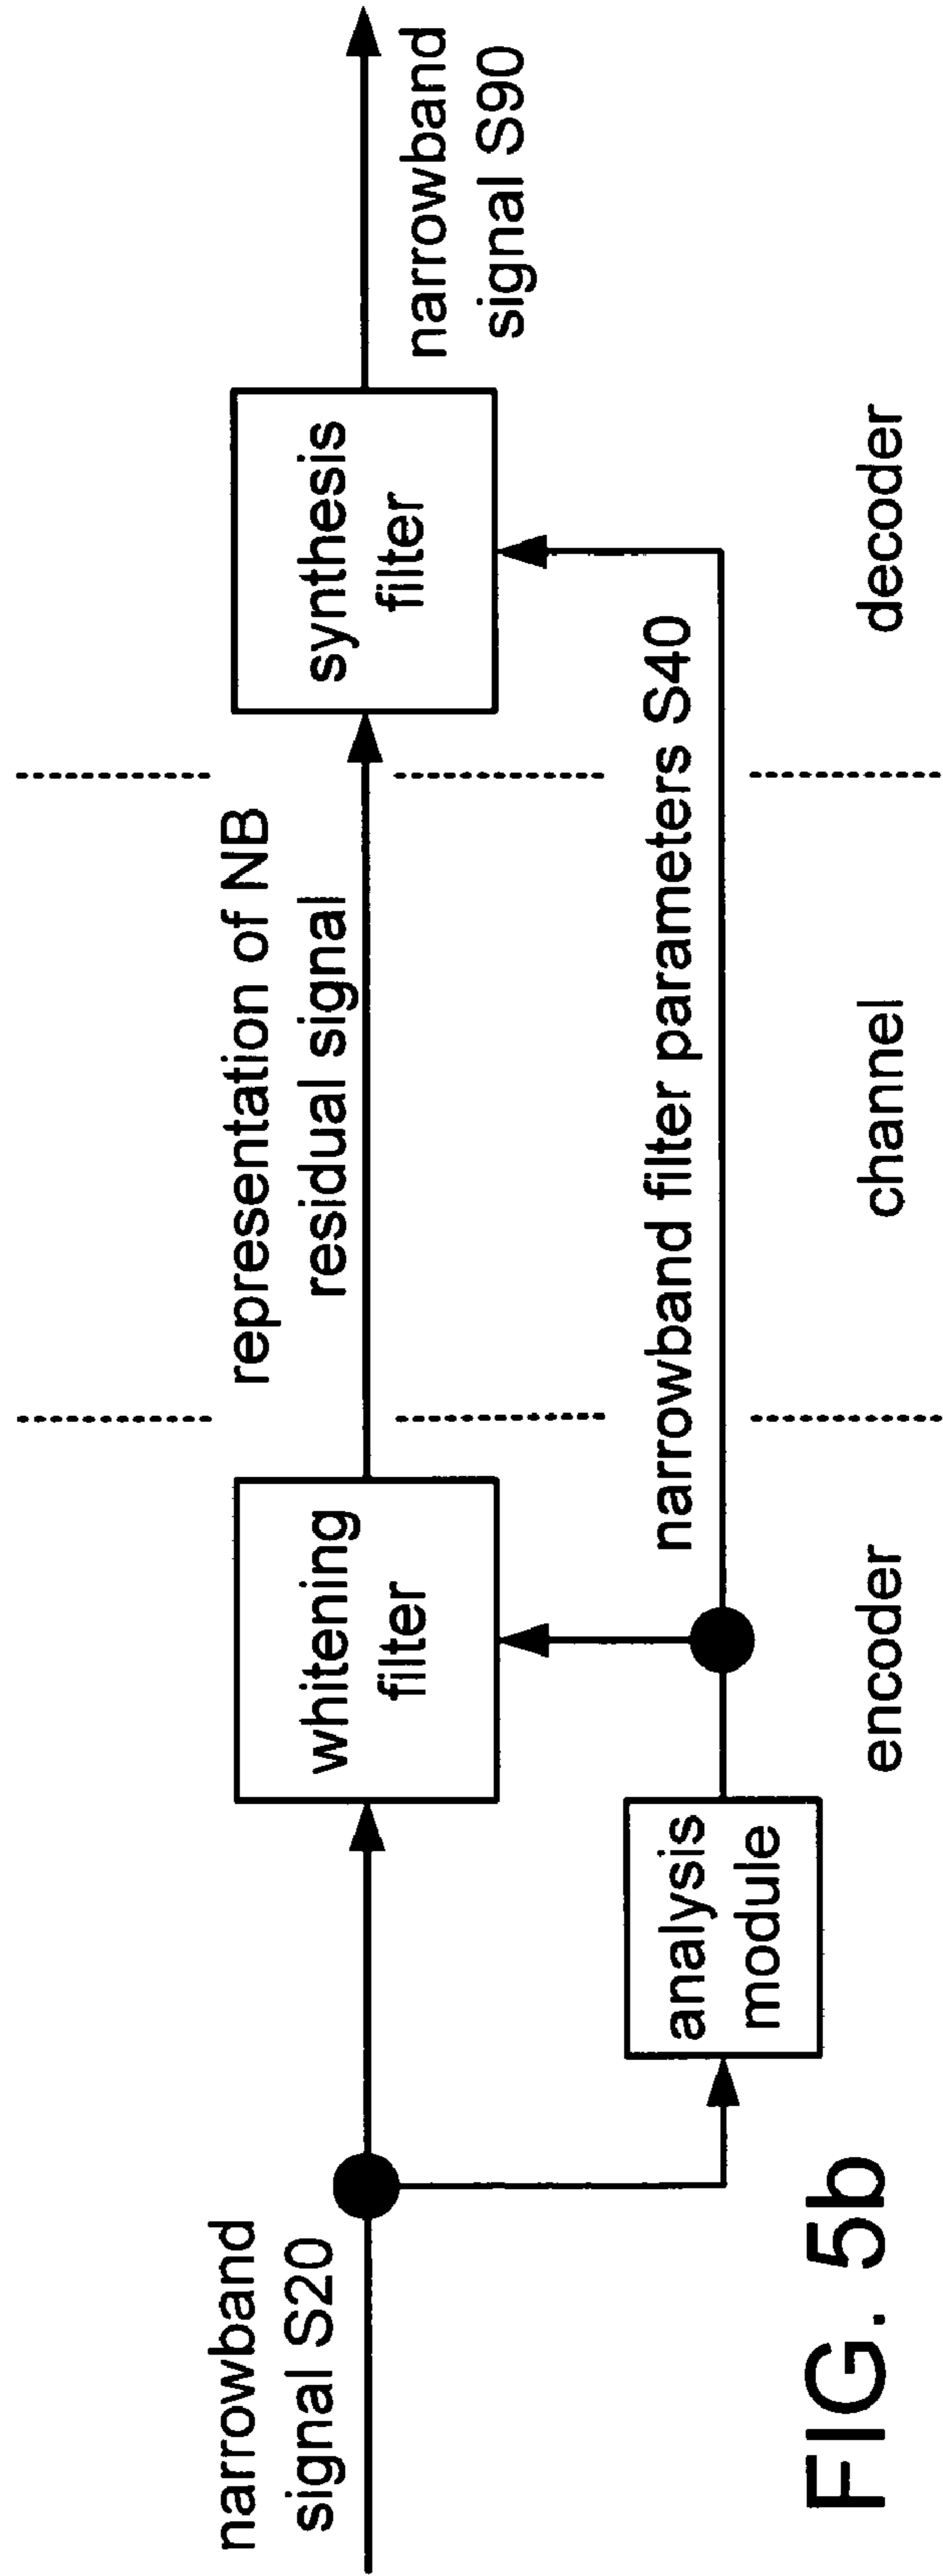 narrowband
signal S20
whitening
filter
representation of NB
residual signal
synthesis
filter
narrowband
signal S90
analysis
module
narrowband filter parameters S40
encoder
channel
decoder
FIG. 5b